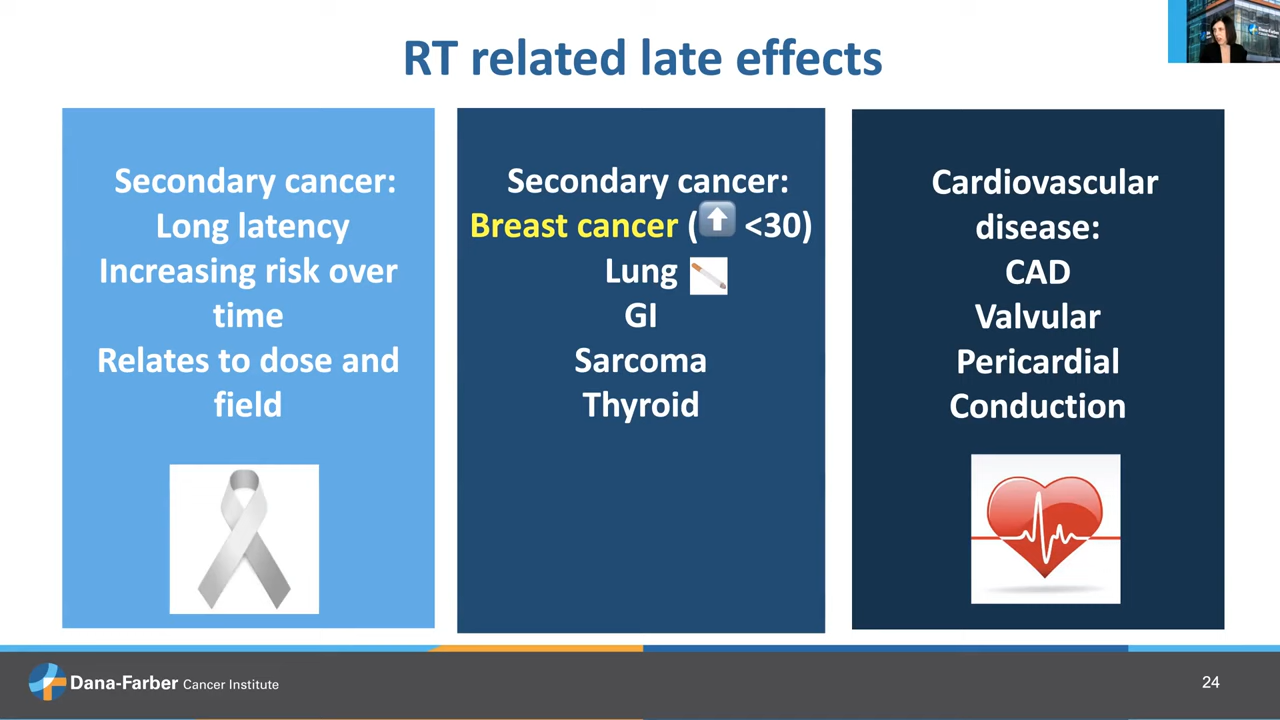 RT related late effects
Secondary cancer:
Long latency
Increasing risk over
time
Relates to dose and
field
Secondary cancer:
Breast cancer (⬆ <30)
Lung
GI
Sarcoma
Thyroid
Cardiovascular
disease:
CAD
Valvular
Pericardial
Conduction
Dana-Farber Cancer Institute
24